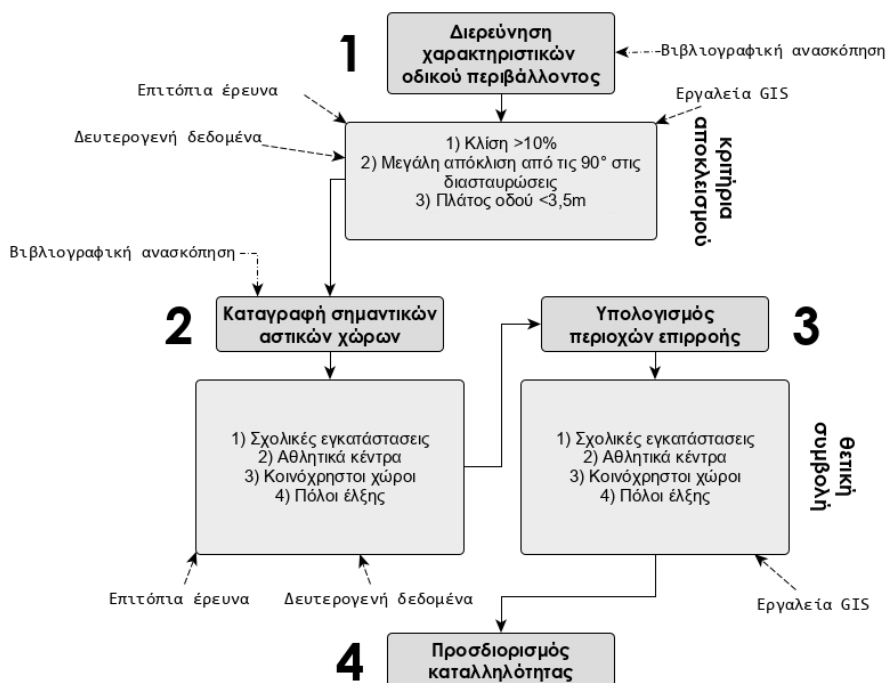 1
Διερεύνηση
χαρακτηριστικών
οδικού περιβάλλοντος
Βιβλιογραφική ανασκόπηση
Επιτόπια έρευνα
Εργαλεία GIS
Δευτερογενή δεδομένα
1) Κλίση >10%
2) Μεγάλη απόκλιση από τις 90° στις
διασταυρώσεις
3) Πλάτος οδού <3,5m
κριτήρια
αποκλεισμού
Βιβλιογραφική ανασκόπηση
2
Καταγραφή σημαντικών
αστικών χώρων
Υπολογισμός
περιοχών επιρροής
3
1) Σχολικές εγκατάστασεις
2) Αθλητικά κέντρα
3) Κοινόχρηστοι χώροι
4) Πόλοι έλξης
1) Σχολικές εγκατάστασεις
2) Αθλητικά κέντρα
3) Κοινόχρηστοι χώροι
4) Πόλοι έλξης
θετική
συμβολή
Επιτόπια έρευνα
Δευτερογενή δεδομένα
Εργαλεία GIS
4
Προσδιορισμός
καταλληλότητας